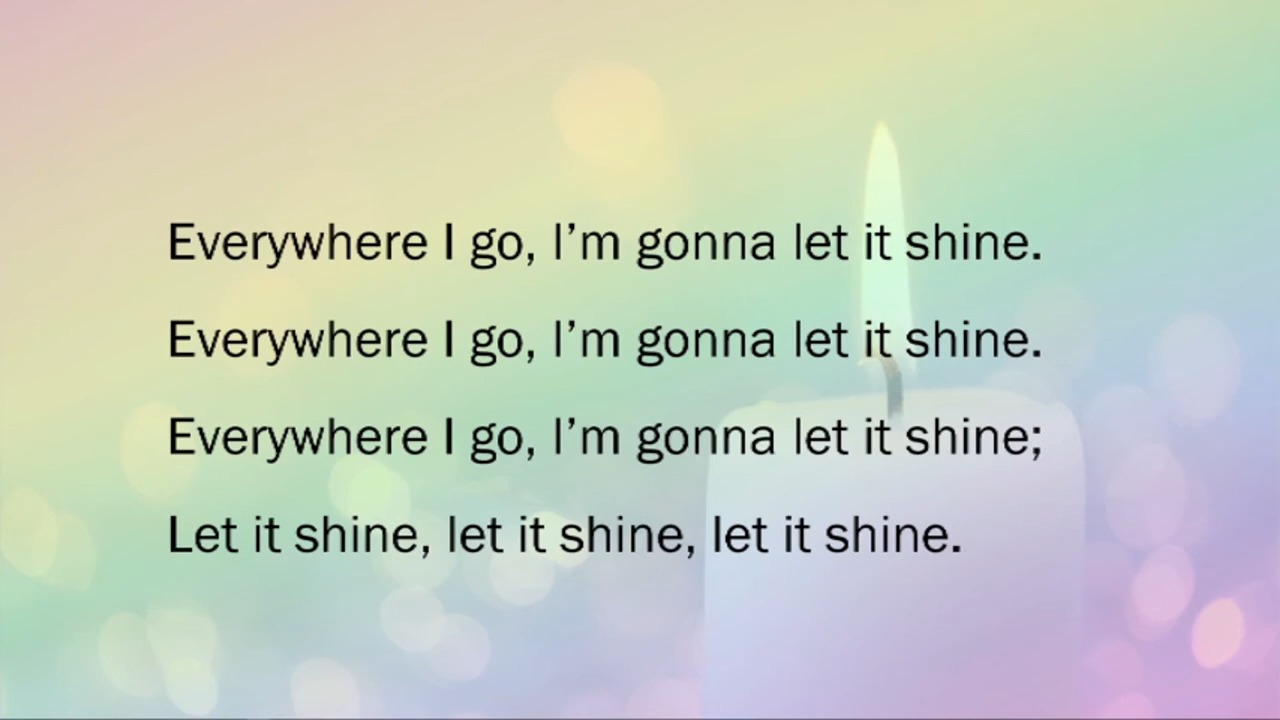 Everywhere I go, I’m gonna let it shine.
Everywhere I go, I’m gonna let it shine.
Everywhere I go, I’m gonna let it shine;
Let it shine, let it shine, let it shine.